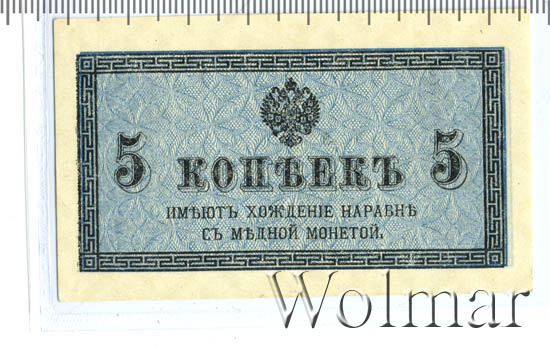 5 КОПѢЕКЪ 5
ИМѢЮТЪ ХОЖДЕНІЕ НАРАВНѢ
СЪ МѢДНОЙ МОНЕТОЙ.
Wolmar